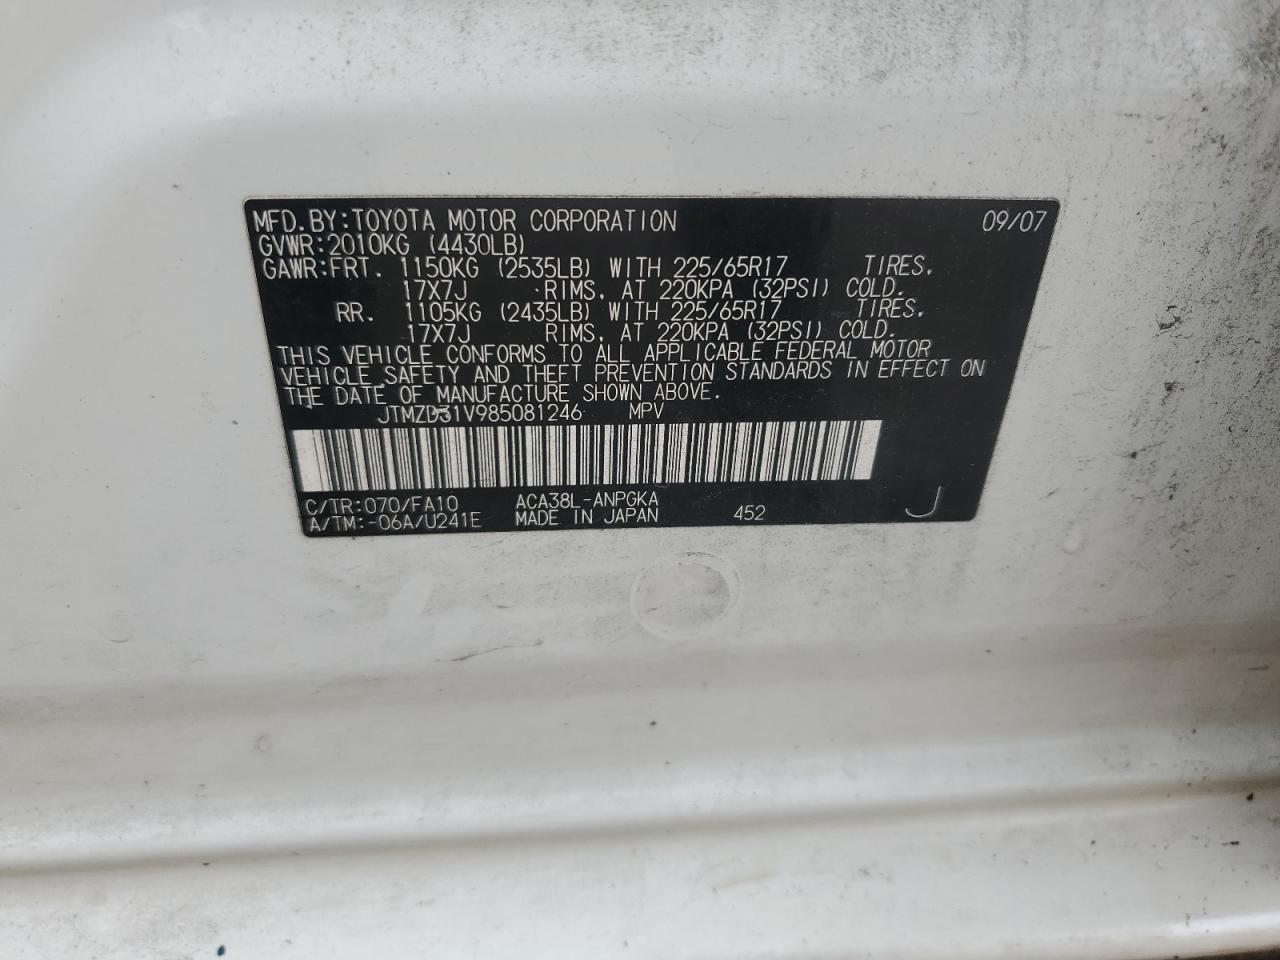 MFD.BY:TOYOTA MOTOR CORPORATION 09/07
GVWR:2010KG (4430LB)
GAWR:FRT. 1150KG (2535LB) WITH 225/65R17 TIRES.
17X7J RIMS, AT 220KPA (32PSI) COLD.
RR. 1105KG (2435LB) WITH 225/65R17 TIRES.
17X7J RIMS, AT 220KPA (32PSI) COLD.
THIS VEHICLE CONFORMS TO ALL APPLICABLE FEDERAL MOTOR
VEHICLE SAFETY AND THEFT PREVENTION STANDARDS IN EFFECT ON
THE DATE OF MANUFACTURE SHOWN ABOVE.
JTMZD31V985081246 MPV
C/TR:070/FA10 ACA38L-ANPGKA
A/TM:-06A/U241E MADE IN JAPAN 452 J